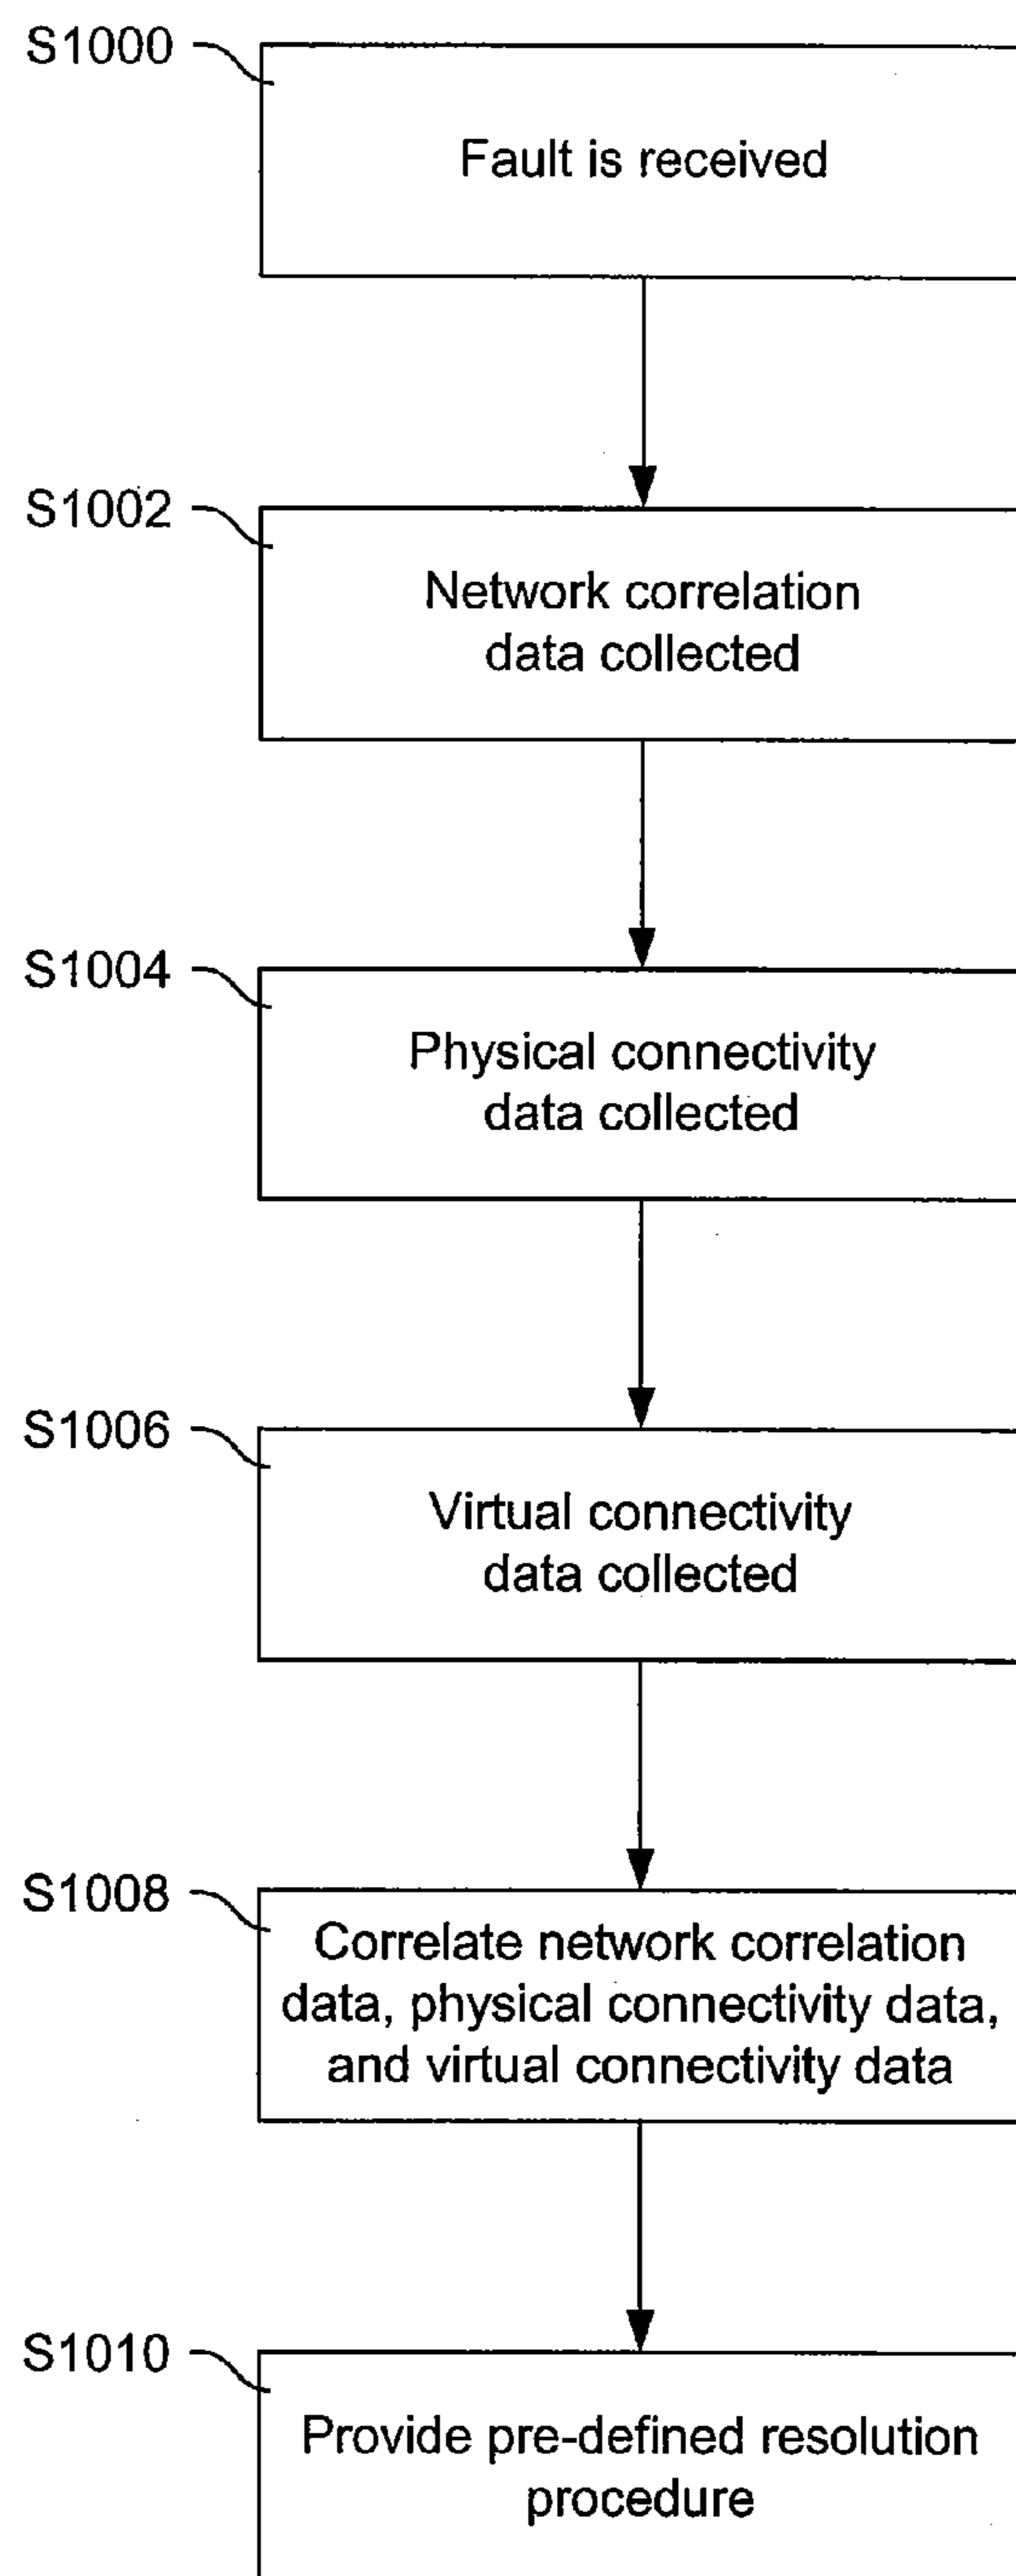 S1000
Fault is received
S1002
Network correlation
data collected
S1004
Physical connectivity
data collected
S1006
Virtual connectivity
data collected
S1008
Correlate network correlation
data, physical connectivity data,
and virtual connectivity data
S1010
Provide pre-defined resolution
procedure